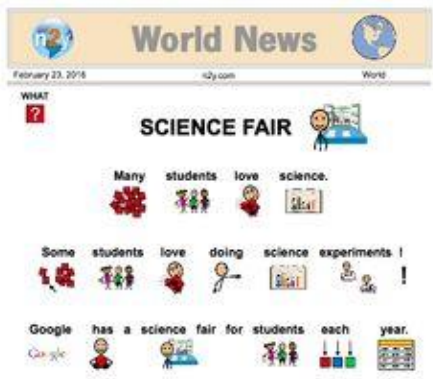 n2y
World News
February 23, 2016 n2y.com World
WHAT
?
SCIENCE FAIR
Many students love science.
Some students love doing science experiments !
!
Google has a science fair for students each year.
Google